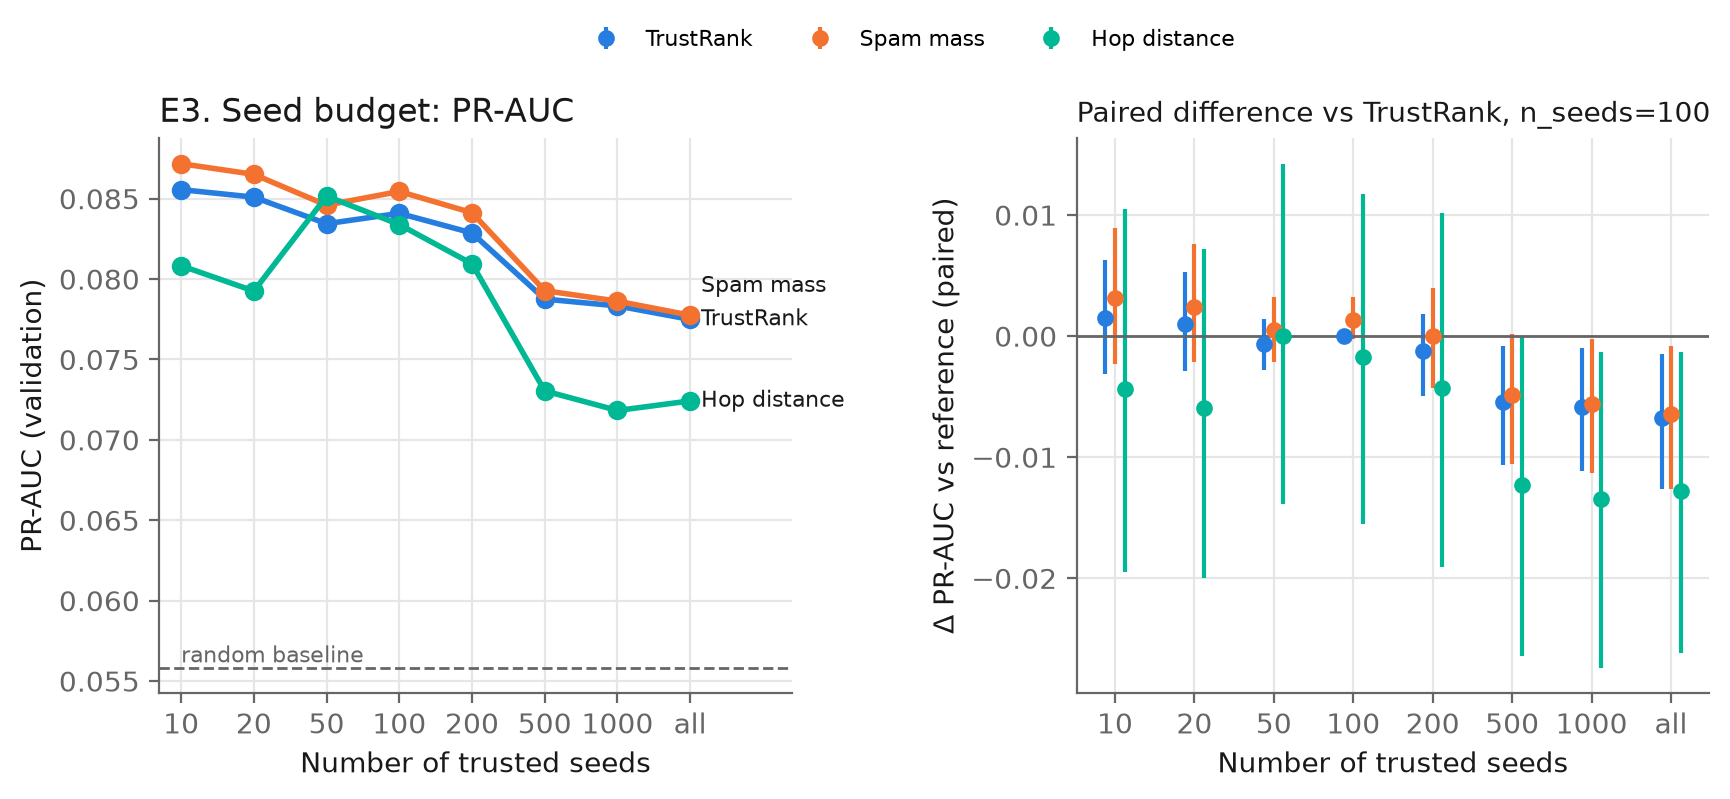 TrustRank
Spam mass
Hop distance
E3. Seed budget: PR-AUC
PR-AUC (validation)
0.085
0.080
0.075
0.070
0.065
0.060
0.055
Spam mass
TrustRank
Hop distance
random baseline
10 20 50 100 200 500 1000 all
Number of trusted seeds
Paired difference vs TrustRank, n_seeds=100
Δ PR-AUC vs reference (paired)
0.01
0.00
−0.01
−0.02
10 20 50 100 200 500 1000 all
Number of trusted seeds